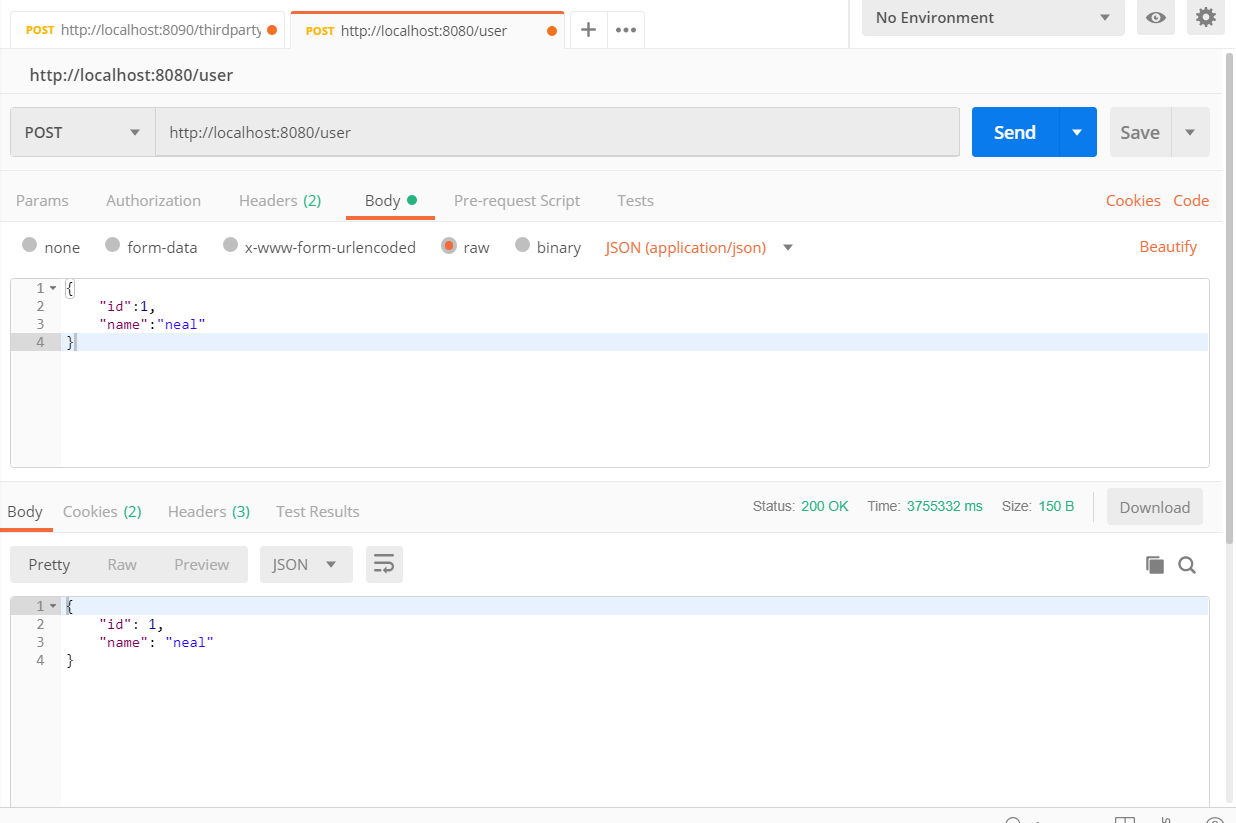 POST http://localhost:8090/thirdparty
POST http://localhost:8080/user
No Environment
http://localhost:8080/user
POST http://localhost:8080/user Send Save
Params Authorization Headers (2) Body Pre-request Script Tests Cookies Code
none form-data x-www-form-urlencoded raw binary JSON (application/json) Beautify
1 {
2 "id":1,
3 "name":"neal"
4 }
Body Cookies (2) Headers (3) Test Results Status: 200 OK Time: 3755332 ms Size: 150 B Download
Pretty Raw Preview JSON
1 {
2 "id": 1,
3 "name": "neal"
4 }